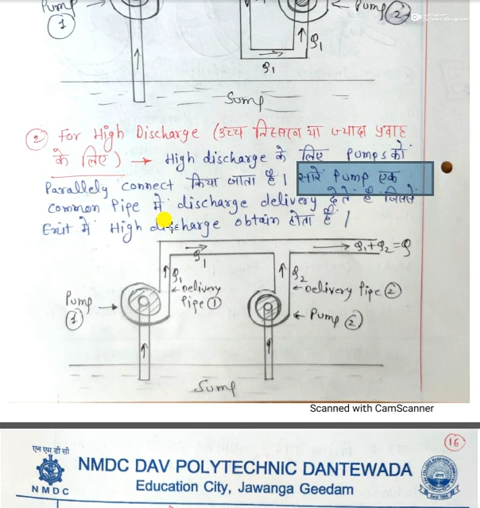 Pump → ①
← Pump ②
Q1
Q1
Sump
② For High Discharge (उच्च निस्सरण या ज्यादा प्रवाह
के लिए) → High discharge के लिए Pumps को
Parallely connect किया जाता है। सारे Pump एक
common Pipe में discharge delivery देते हैं जिससे
Exit में High discharge obtain होता है।
→ Q1+Q2=Q
Q1
Q1
Q2
← Delivery Pipe ①
← Delivery Pipe ②
Pump → ①
← Pump ②
Sump
Scanned with CamScanner
16
एन एम डी सी
NMDC
NMDC DAV POLYTECHNIC DANTEWADA
Education City, Jawanga Geedam